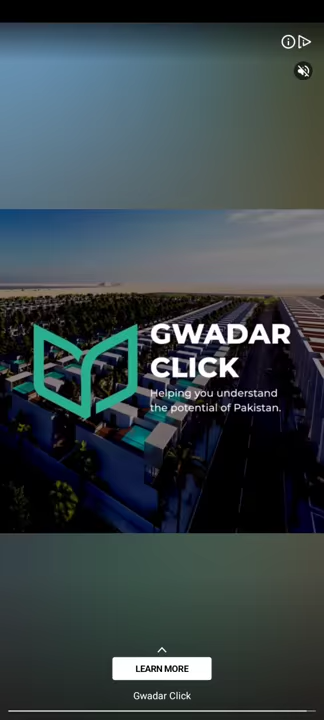 GWADAR
CLICK
Helping you understand
the potential of Pakistan.
LEARN MORE
Gwadar Click